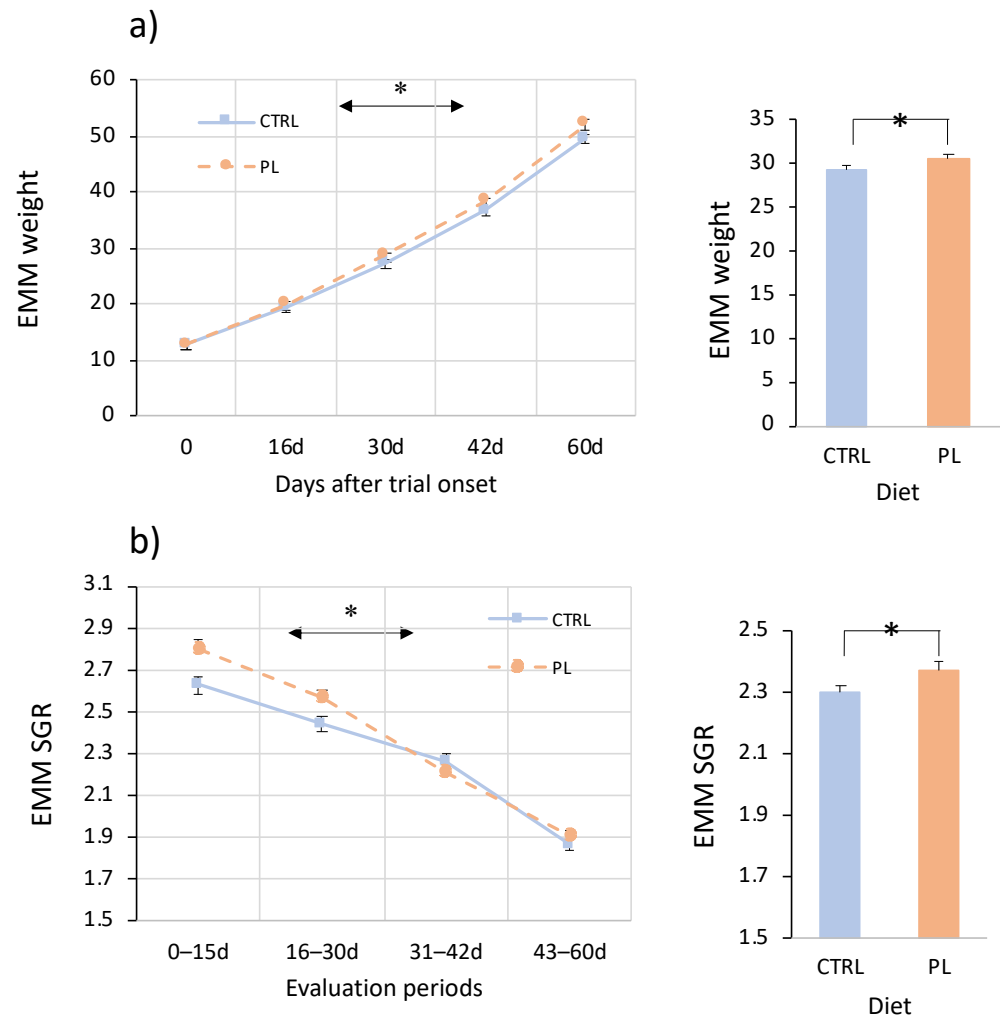 a)
60
50
40
30
20
10
0
*
CTRL
PL
EMM weight
0 16d 30d 42d 60d
Days after trial onset
35
30
25
20
15
10
5
0
*
EMM weight
CTRL PL
Diet
b)
3.1
2.9
2.7
2.5
2.3
2.1
1.9
1.7
1.5
*
CTRL
PL
EMM SGR
0–15d 16–30d 31–42d 43–60d
Evaluation periods
2.5
2.3
2.1
1.9
1.7
1.5
*
EMM SGR
CTRL PL
Diet